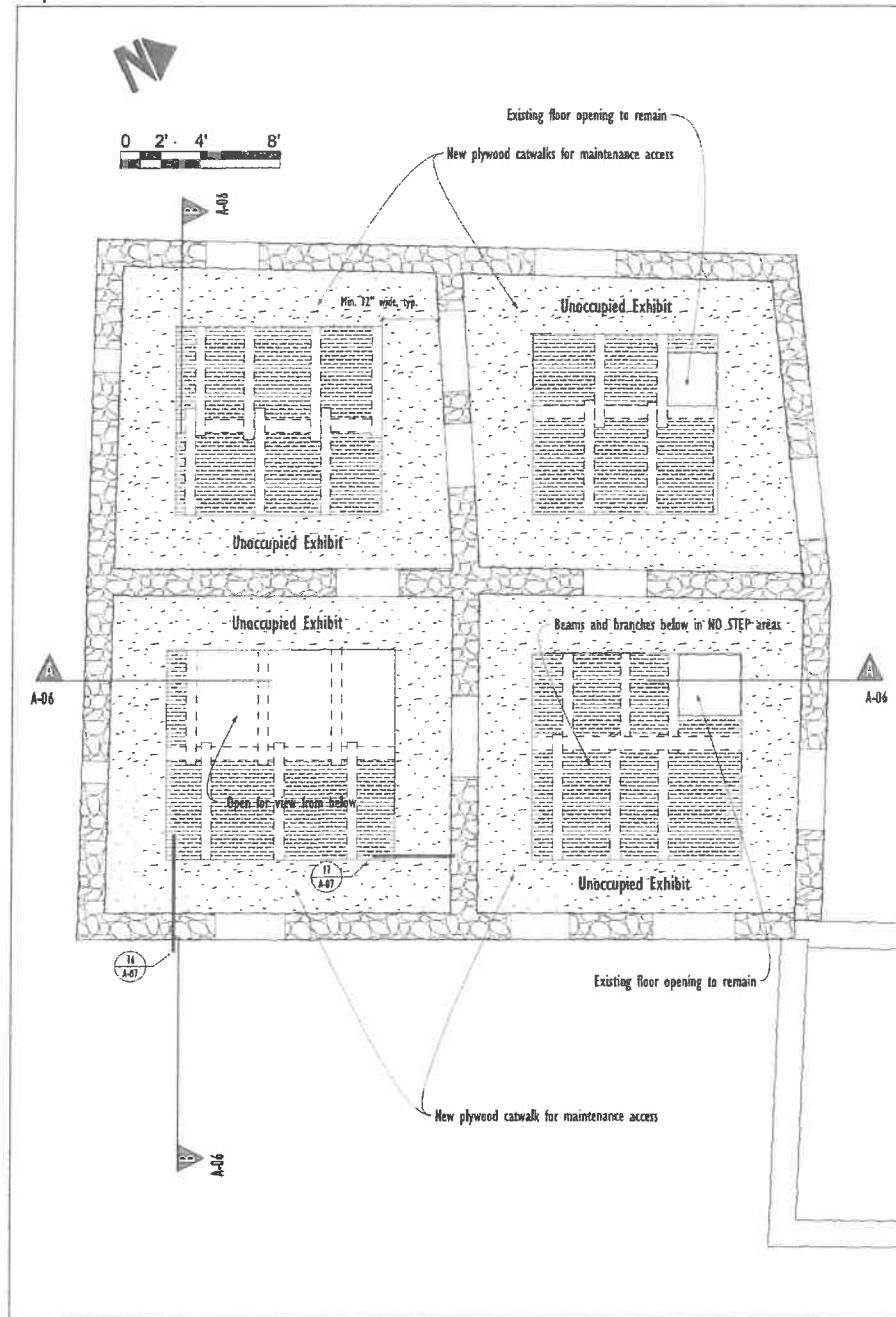 N
0 2' 4' 8'
Existing floor opening to remain
New plywood catwalks for maintenance access
B
A-06
Unoccupied Exhibit
wide, typ.
Unoccupied Exhibit
Unoccupied Exhibit
Beams and branches below in NO STEP areas
A
A-06
A
A-06
Open for view from below
17
A-07
Unoccupied Exhibit
16
A-07
Existing floor opening to remain
New plywood catwalk for maintenance access
B
A-06